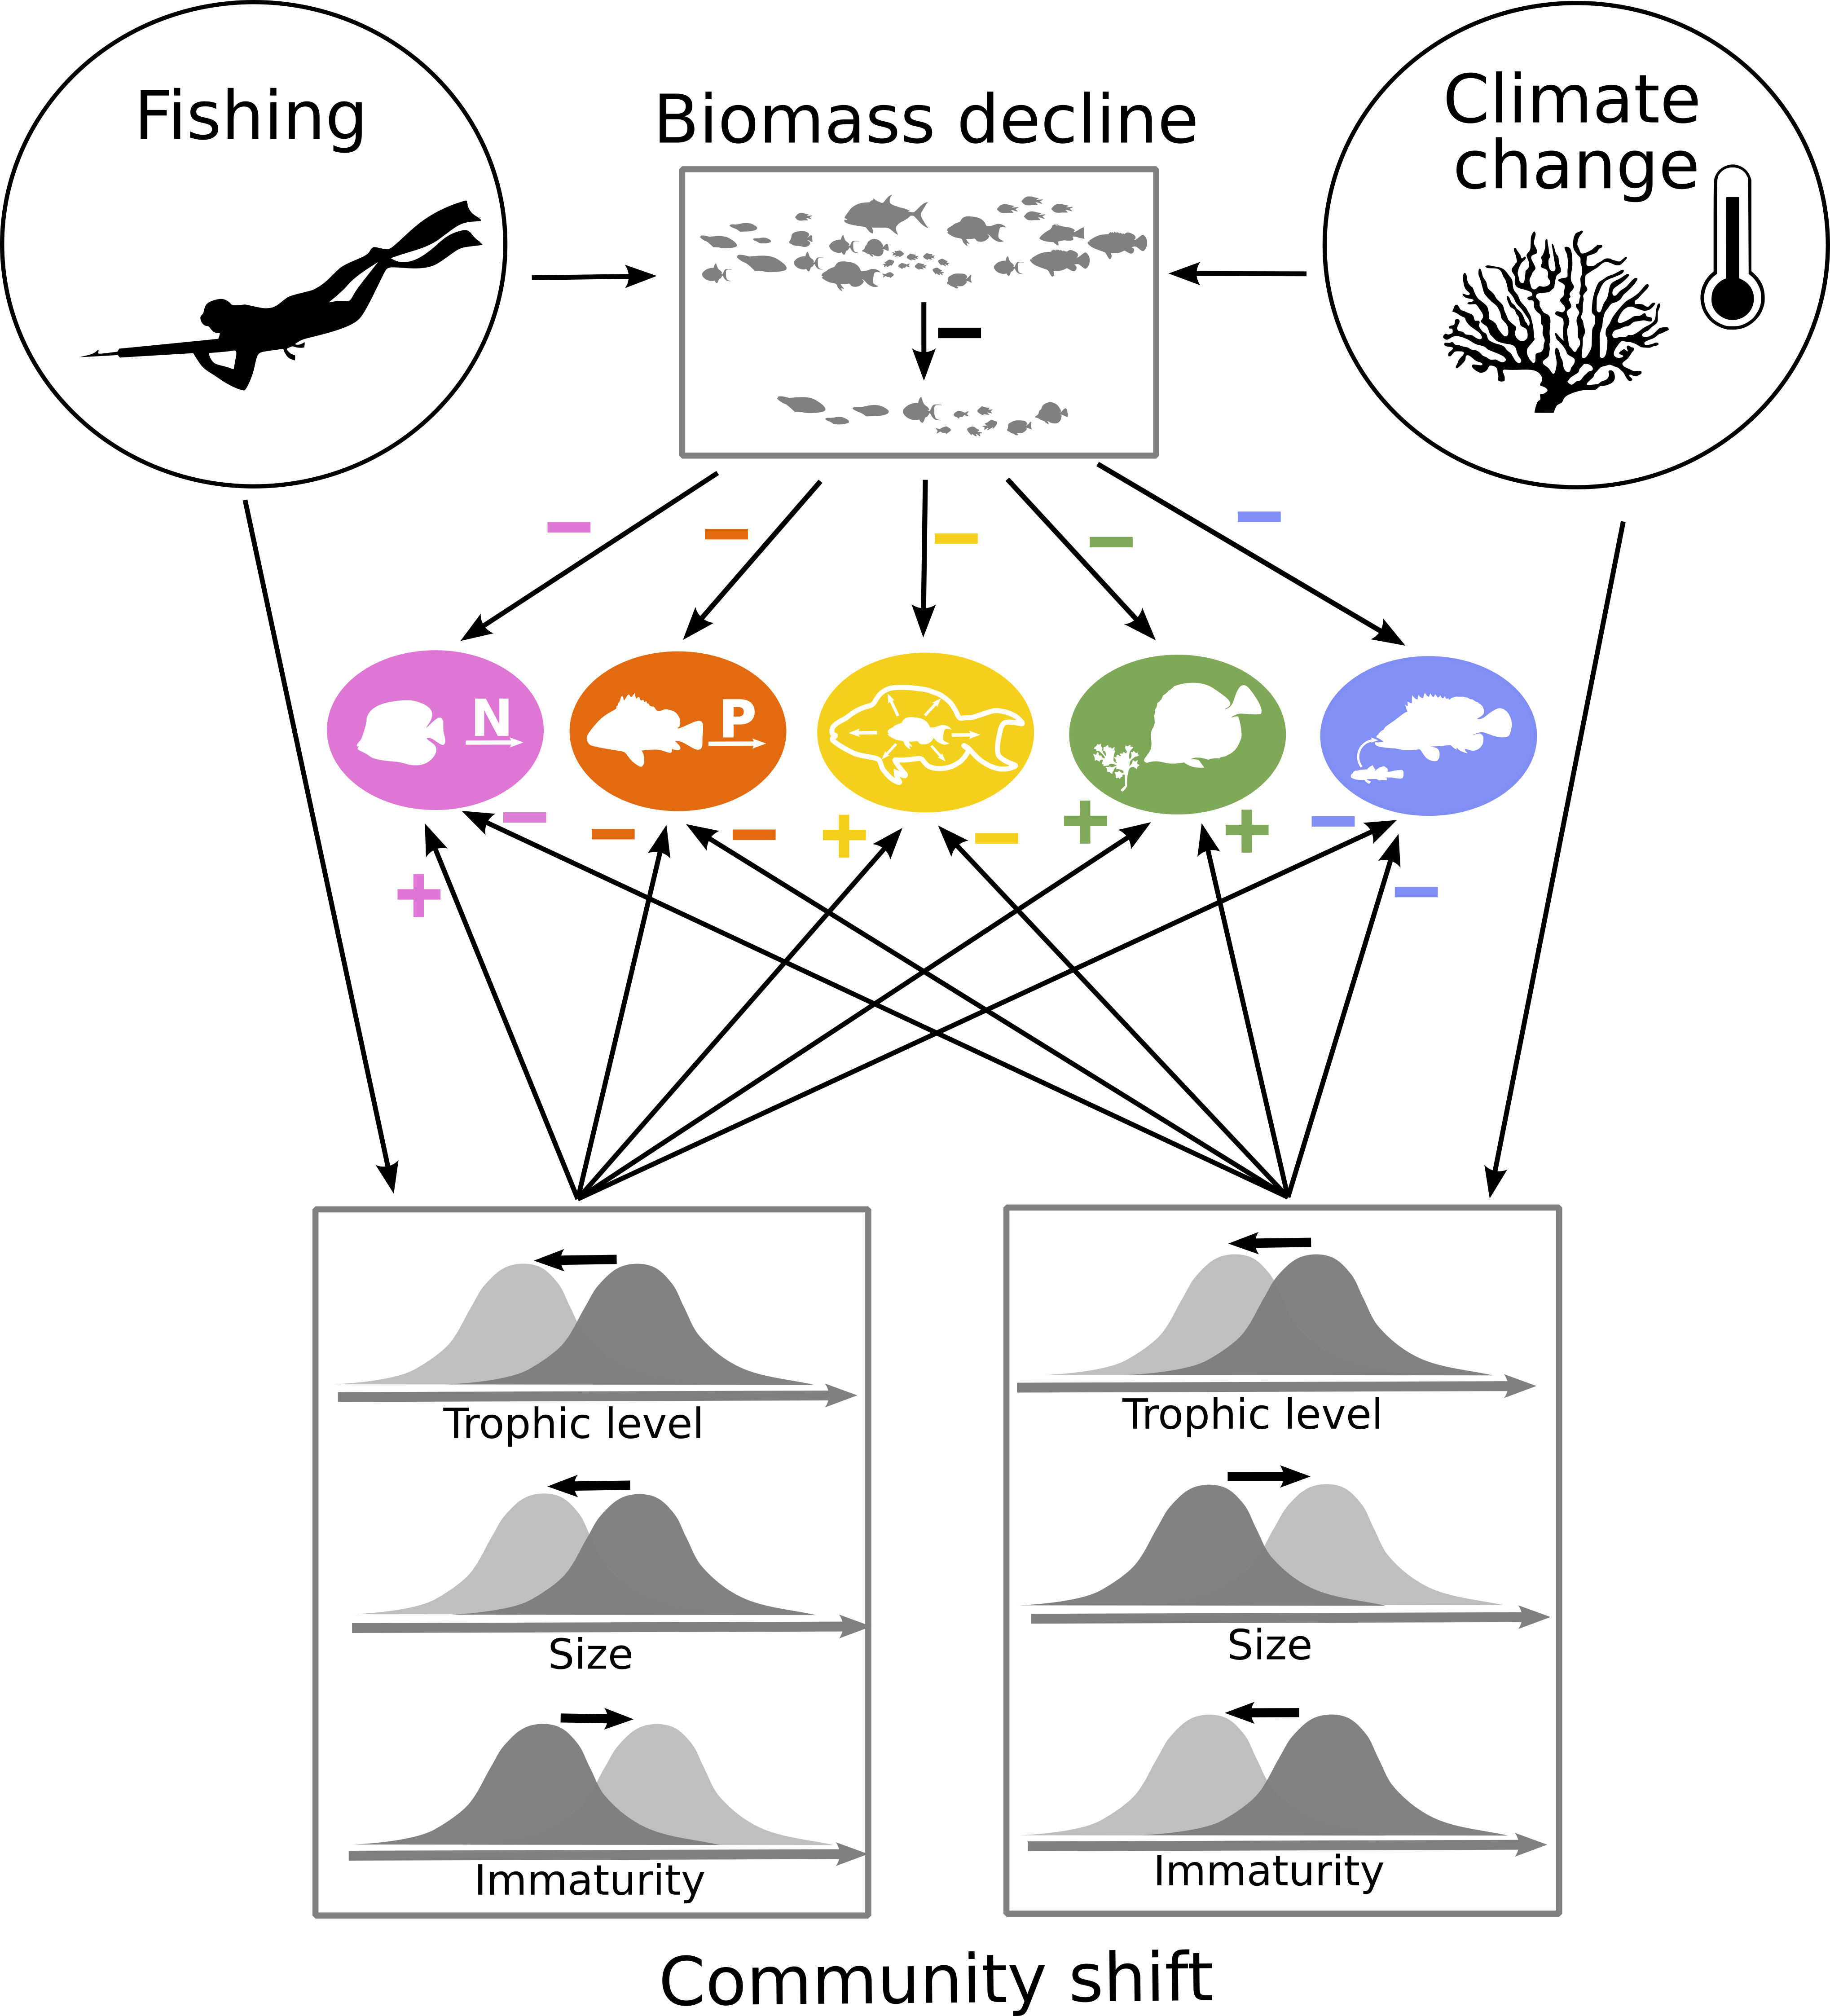 Fishing
Biomass decline
Climate
change
−
− − − − −
N
P
− − − + − + + −
+ −
Trophic level
Size
Immaturity
Trophic level
Size
Immaturity
Community shift